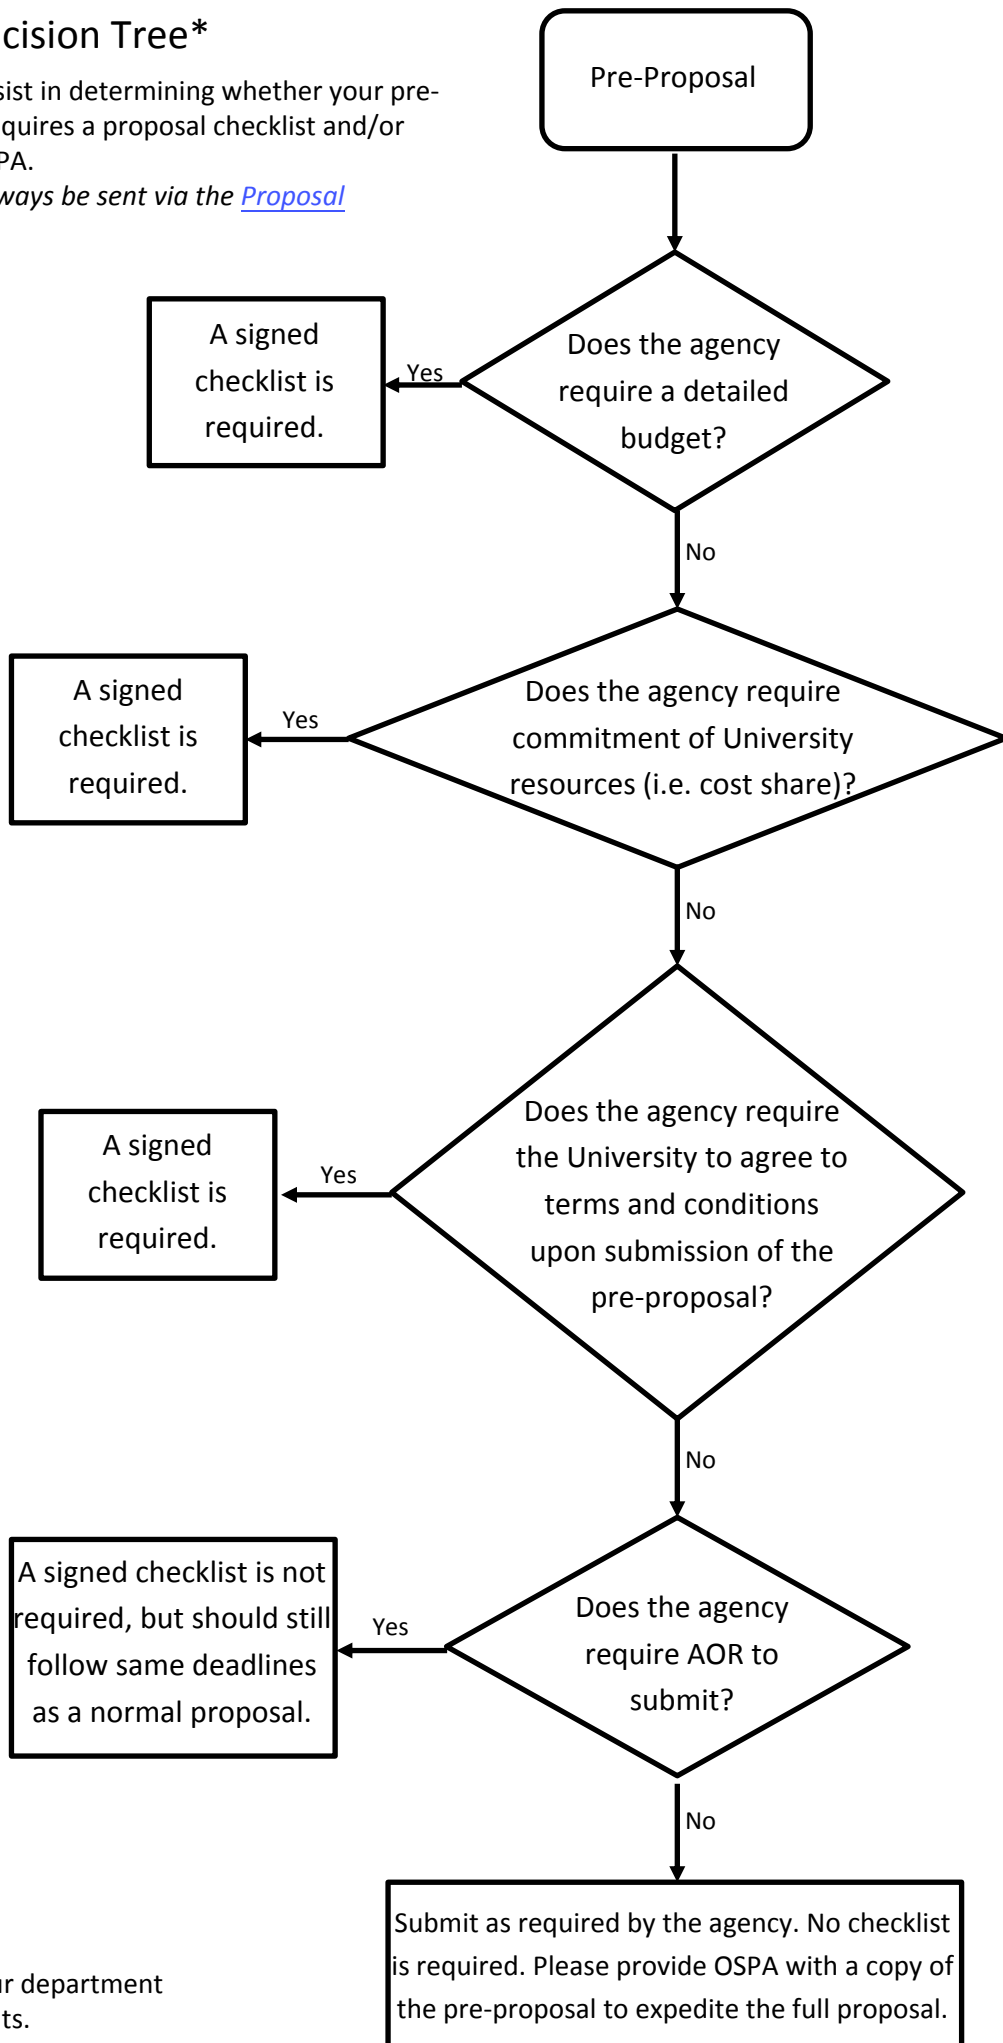 cision Tree*
sist in determining whether your pre-
quires a proposal checklist and/or
PA.
ways be sent via the Proposal
Pre-Proposal
Does the agency
require a detailed
budget?
Yes
A signed
checklist is
required.
No
Does the agency require
commitment of University
resources (i.e. cost share)?
Yes
A signed
checklist is
required.
No
Does the agency require
the University to agree to
terms and conditions
upon submission of the
pre-proposal?
Yes
A signed
checklist is
required.
No
Does the agency
require AOR to
submit?
Yes
A signed checklist is not
required, but should still
follow same deadlines
as a normal proposal.
No
Submit as required by the agency. No checklist
is required. Please provide OSPA with a copy of
the pre-proposal to expedite the full proposal.
ur department
ts.